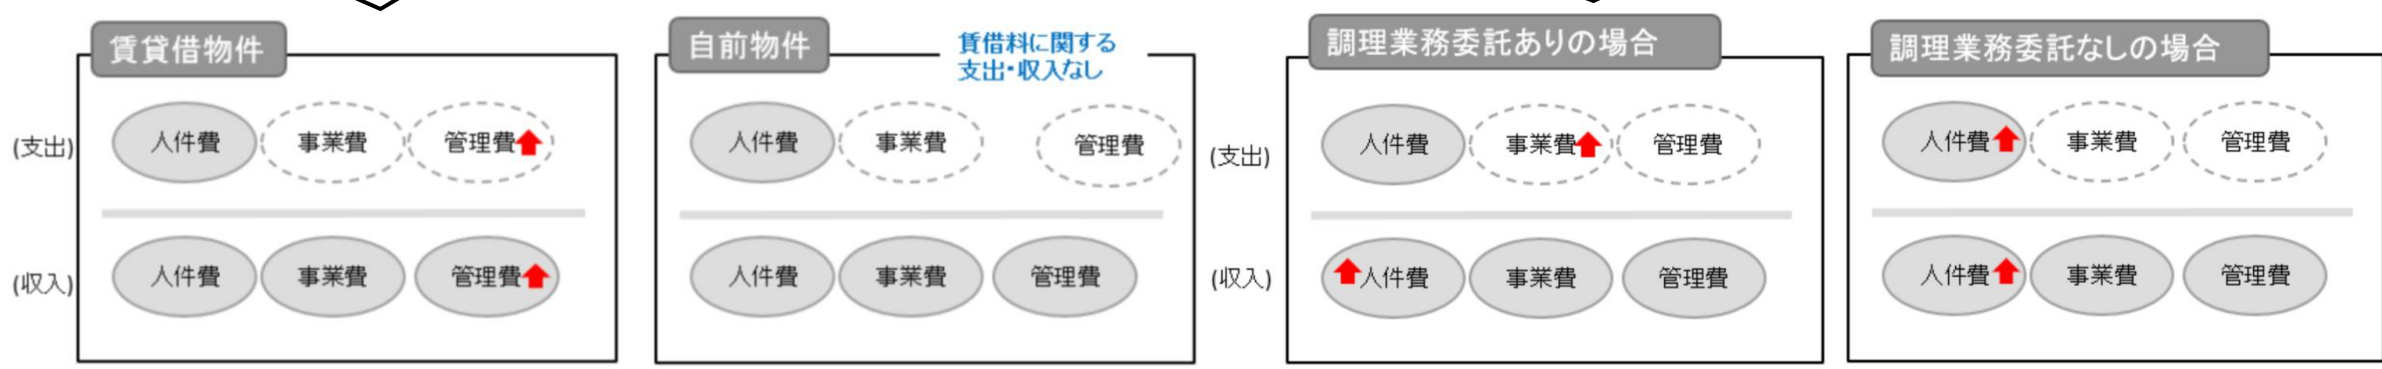 賃貸借物件
(支出)
人件費
事業費
管理費
(収入)
人件費
事業費
管理費
自前物件
賃借料に関する
支出・収入なし
人件費
事業費
管理費
人件費
事業費
管理費
調理業務委託ありの場合
(支出)
人件費
事業費
管理費
(収入)
人件費
事業費
管理費
調理業務委託なしの場合
人件費
事業費
管理費
人件費
事業費
管理費